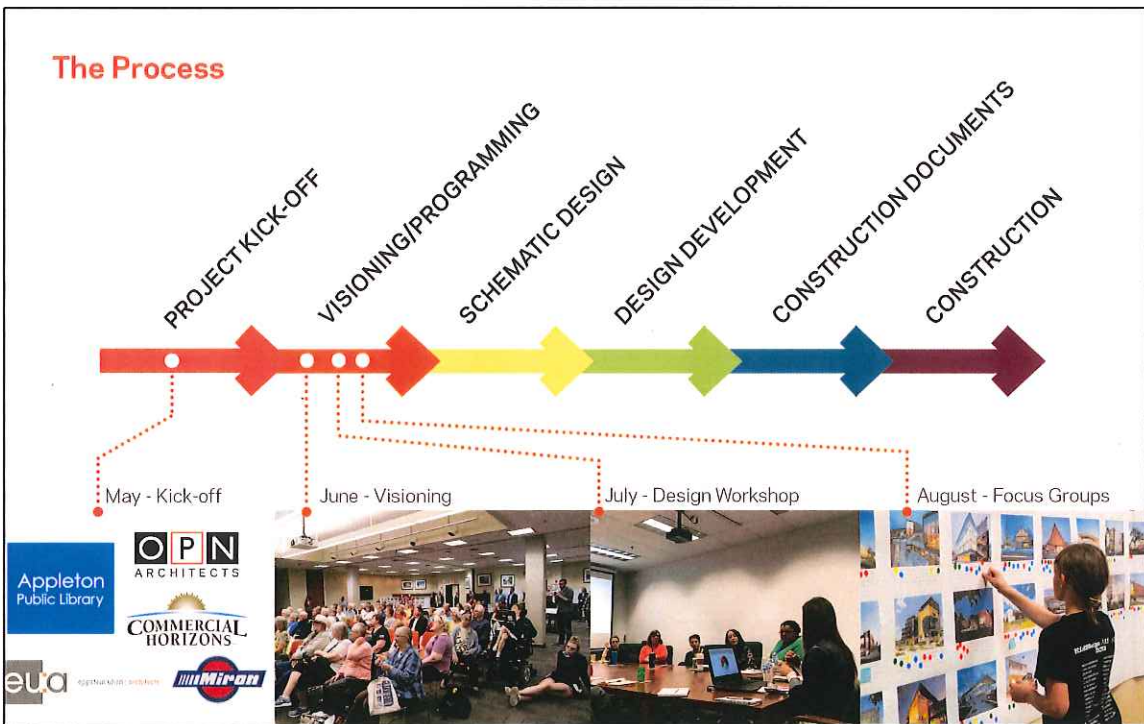 The Process
PROJECT KICK-OFF
VISIONING/PROGRAMMING
SCHEMATIC DESIGN
DESIGN DEVELOPMENT
CONSTRUCTION DOCUMENTS
CONSTRUCTION
May - Kick-off
June - Visioning
July - Design Workshop
August - Focus Groups
Appleton
Public Library
OPN
ARCHITECTS
COMMERCIAL
HORIZONS
eua
Miron